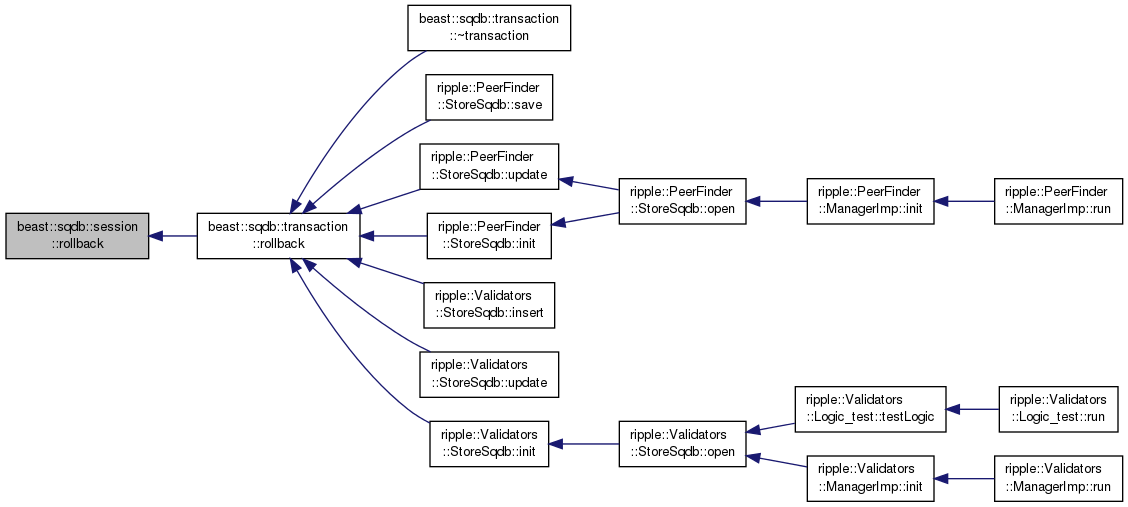 beast::sqdb::transaction
::~transaction
ripple::PeerFinder
::StoreSqdb::save
ripple::PeerFinder
::StoreSqdb::update
ripple::PeerFinder
::StoreSqdb::open
ripple::PeerFinder
::ManagerImp::init
ripple::PeerFinder
::ManagerImp::run
beast::sqdb::session
::rollback
beast::sqdb::transaction
::rollback
ripple::PeerFinder
::StoreSqdb::init
ripple::Validators
::StoreSqdb::insert
ripple::Validators
::StoreSqdb::update
ripple::Validators
::Logic_test::testLogic
ripple::Validators
::Logic_test::run
ripple::Validators
::StoreSqdb::init
ripple::Validators
::StoreSqdb::open
ripple::Validators
::ManagerImp::init
ripple::Validators
::ManagerImp::run